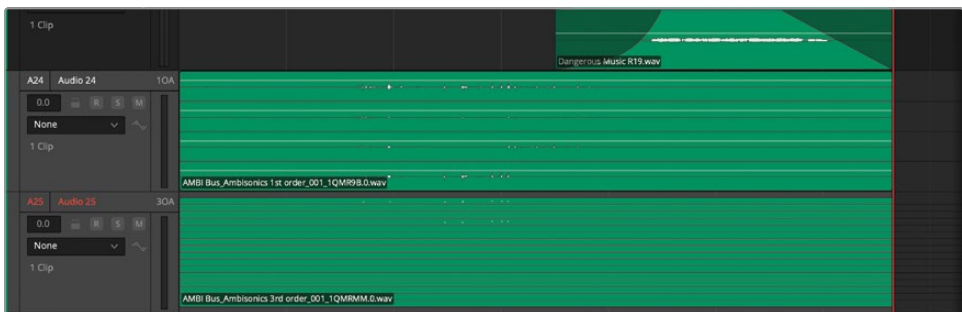 1 Clip
Dangerous Music R19.wav
A24 Audio 24 1OA
0.0 R S M
None
1 Clip
AMBI Bus_Ambisonics 1st order_001_1QMR9B.0.wav
A25 Audio 25 3OA
0.0 R S M
None
1 Clip
AMBI Bus_Ambisonics 3rd order_001_1QMRMM.0.wav